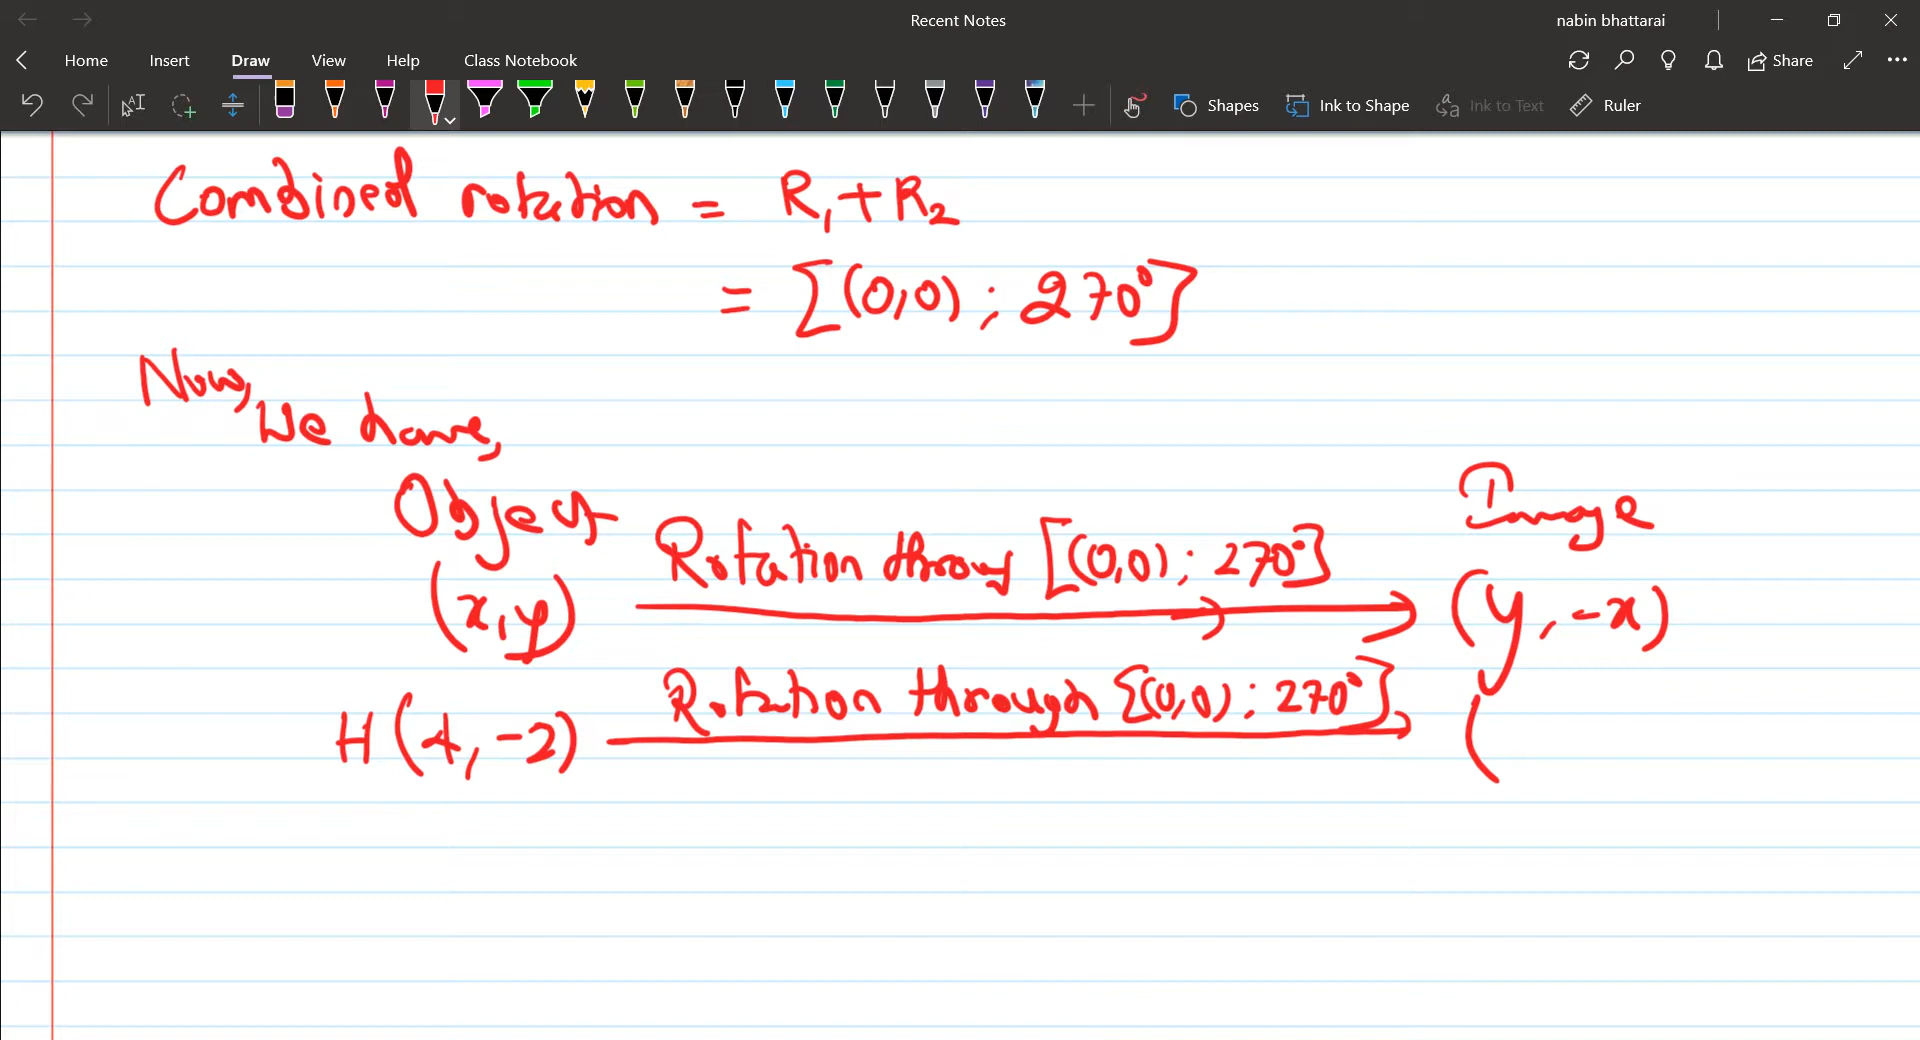 Recent Notes
nabin bhattarai
Home Insert Draw View Help Class Notebook Share
Shapes Ink to Shape Ink to Text Ruler
Combined rotation = R₁+R₂
= [(0,0); 270°]
Now,
We have,
Object Image
Rotation throug [(0,0); 270°]
(x,y) (y, -x)
Rotation through [(0,0): 270°]
H(4, -2) (